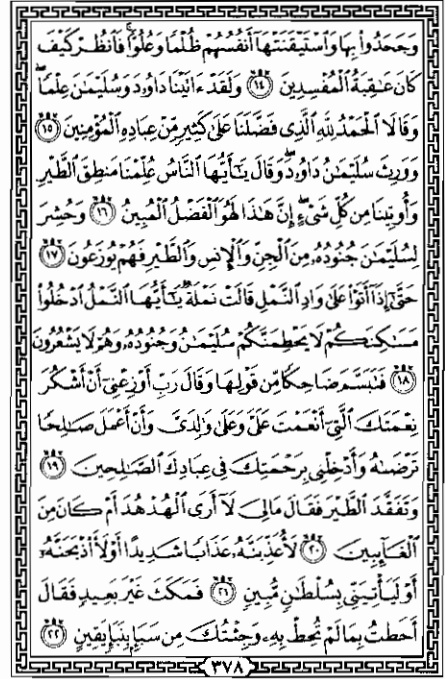 وَجَحَدُوا۟ بِهَا وَٱسْتَيْقَنَتْهَآ أَنفُسُهُمْ ظُلْمًا وَعُلُوًّا ۚ فَٱنظُرْ كَيْفَ
كَانَ عَـٰقِبَةُ ٱلْمُفْسِدِينَ ١٤ وَلَقَدْ ءَاتَيْنَا دَاوُۥدَ وَسُلَيْمَـٰنَ عِلْمًا ۖ
وَقَالَا ٱلْحَمْدُ لِلَّهِ ٱلَّذِى فَضَّلَنَا عَلَىٰ كَثِيرٍ مِّنْ عِبَادِهِ ٱلْمُؤْمِنِينَ ١٥
وَوَرِثَ سُلَيْمَـٰنُ دَاوُۥدَ ۖ وَقَالَ يَـٰٓأَيُّهَا ٱلنَّاسُ عُلِّمْنَا مَنطِقَ ٱلطَّيْرِ
وَأُوتِينَا مِن كُلِّ شَىْءٍ ۖ إِنَّ هَـٰذَا لَهُوَ ٱلْفَضْلُ ٱلْمُبِينُ ١٦ وَحُشِرَ
لِسُلَيْمَـٰنَ جُنُودُهُۥ مِنَ ٱلْجِنِّ وَٱلْإِنسِ وَٱلطَّيْرِ فَهُمْ يُوزَعُونَ ١٧
حَتَّىٰٓ إِذَآ أَتَوْا۟ عَلَىٰ وَادِ ٱلنَّمْلِ قَالَتْ نَمْلَةٌ يَـٰٓأَيُّهَا ٱلنَّمْلُ ٱدْخُلُوا۟
مَسَـٰكِنَكُمْ لَا يَحْطِمَنَّكُمْ سُلَيْمَـٰنُ وَجُنُودُهُۥ وَهُمْ لَا يَشْعُرُونَ
١٨ فَتَبَسَّمَ ضَاحِكًا مِّن قَوْلِهَا وَقَالَ رَبِّ أَوْزِعْنِىٓ أَنْ أَشْكُرَ
نِعْمَتَكَ ٱلَّتِىٓ أَنْعَمْتَ عَلَىَّ وَعَلَىٰ وَٰلِدَىَّ وَأَنْ أَعْمَلَ صَـٰلِحًا
تَرْضَىٰهُ وَأَدْخِلْنِى بِرَحْمَتِكَ فِى عِبَادِكَ ٱلصَّـٰلِحِينَ ١٩
وَتَفَقَّدَ ٱلطَّيْرَ فَقَالَ مَا لِىَ لَآ أَرَى ٱلْهُدْهُدَ أَمْ كَانَ مِنَ
ٱلْغَآئِبِينَ ٢٠ لَأُعَذِّبَنَّهُۥ عَذَابًا شَدِيدًا أَوْ لَأَا۟ذْبَحَنَّهُۥٓ
أَوْ لَيَأْتِيَنِّى بِسُلْطَـٰنٍ مُّبِينٍ ٢١ فَمَكَثَ غَيْرَ بَعِيدٍ فَقَالَ
أَحَطتُ بِمَا لَمْ تُحِطْ بِهِۦ وَجِئْتُكَ مِن سَبَإٍۭ بِنَبَإٍ يَقِينٍ ٢٢
٣٧٨